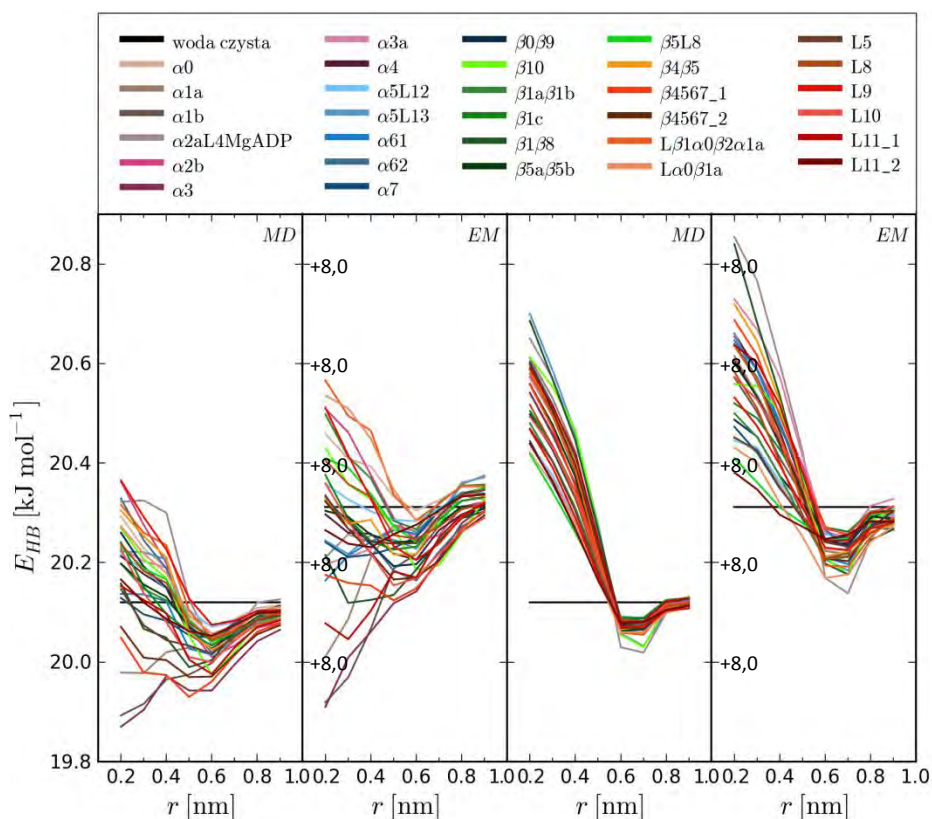 woda czysta
α0
α1a
α1b
α2aL4MgADP
α2b
α3
α3a
α4
α5L12
α5L13
α61
α62
α7
β0β9
β10
β1aβ1b
β1c
β1β8
β5aβ5b
β5L8
β4β5
β4567_1
β4567_2
Lβ1α0β2α1a
Lα0β1a
L5
L8
L9
L10
L11_1
L11_2
MD EM MD EM
20.8 +8,0 +8,0
20.6 +8,0 +8,0
20.4 +8,0 +8,0
20.2 +8,0 +8,0
20.0 +8,0 +8,0
19.8
E_HB [kJ mol⁻¹]
0.2 0.4 0.6 0.8 1.0 0.2 0.4 0.6 0.8 1.0 0.2 0.4 0.6 0.8 1.0 0.2 0.4 0.6 0.8 1.0
r [nm] r [nm] r [nm] r [nm]